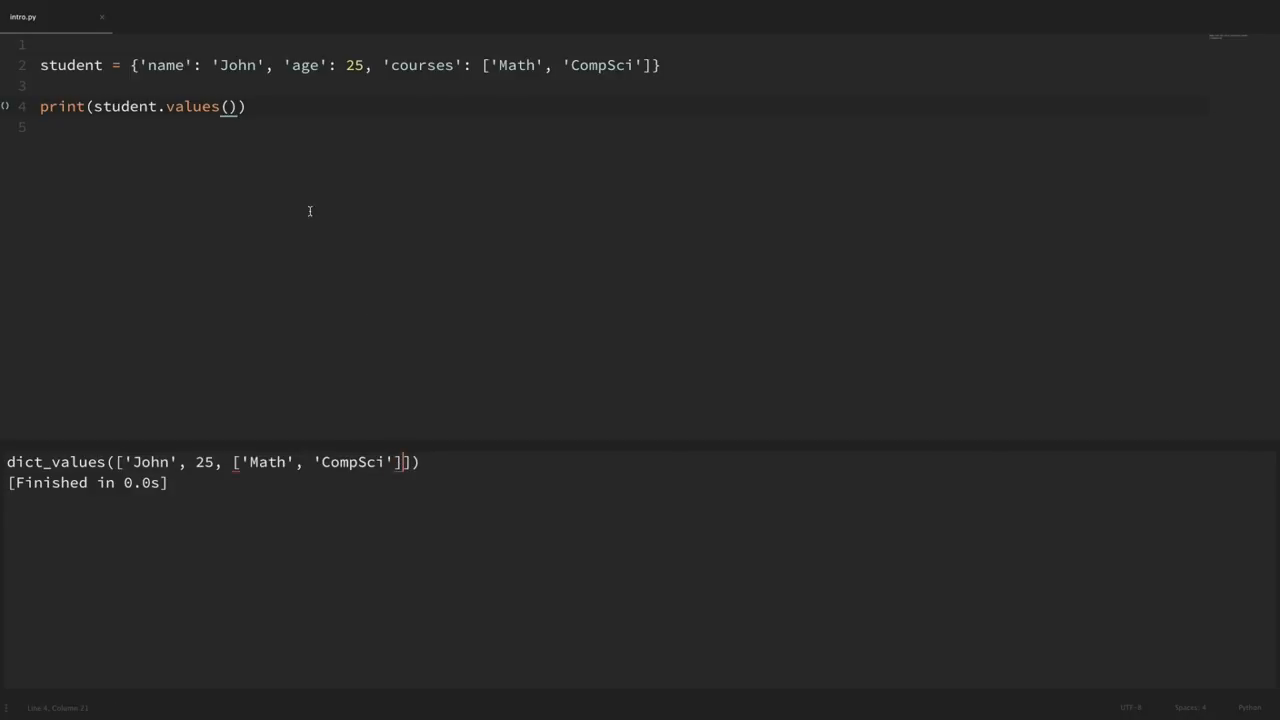 intro.py ×
1
2 student = {'name': 'John', 'age': 25, 'courses': ['Math', 'CompSci']}
3
4 print(student.values())
5
dict_values(['John', 25, ['Math', 'CompSci']])
[Finished in 0.0s]
Line 4, Column 21 UTF-8 Spaces: 4 Python